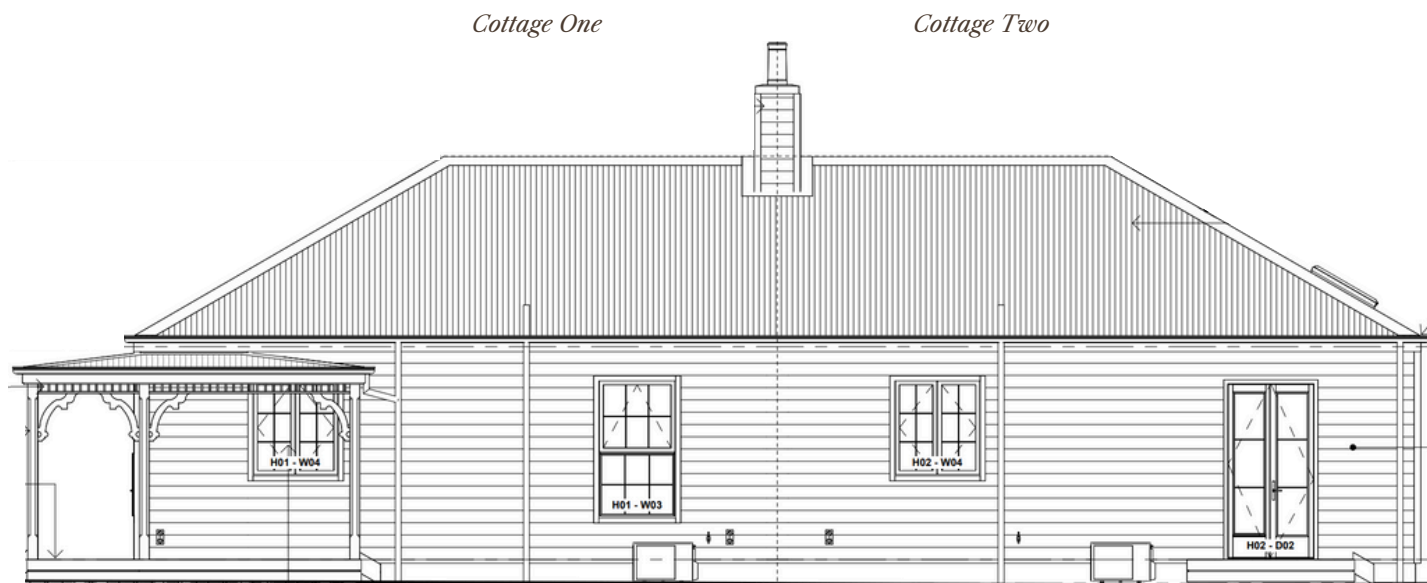 Cottage One
Cottage Two
H01 - W04
H02 - W04
H01 - W03
H02 - D02